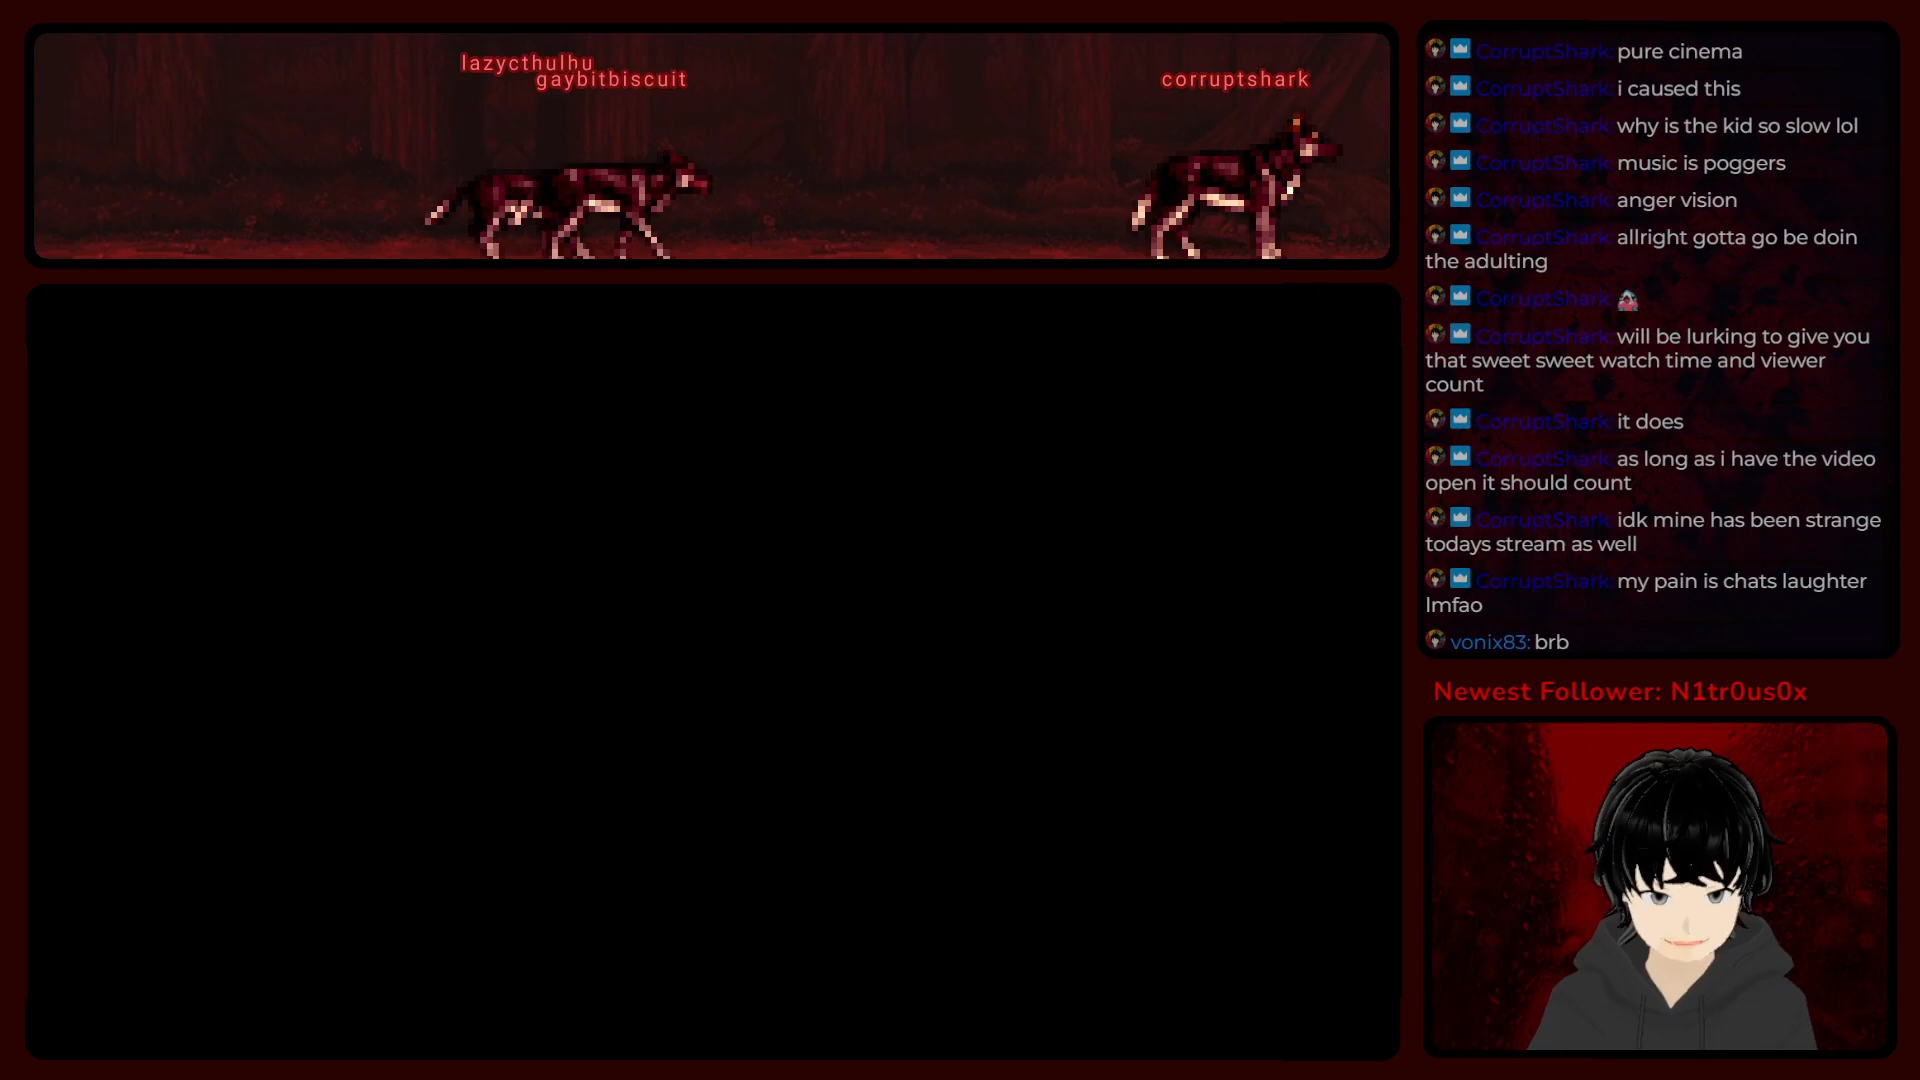 lazycthulhu
gaybitbiscuit
corruptshark
CorruptShark: pure cinema
CorruptShark: i caused this
CorruptShark: why is the kid so slow lol
CorruptShark: music is poggers
CorruptShark: anger vision
CorruptShark: allright gotta go be doin
the adulting
CorruptShark:
CorruptShark: will be lurking to give you
that sweet sweet watch time and viewer
count
CorruptShark: it does
CorruptShark: as long as i have the video
open it should count
CorruptShark: idk mine has been strange
todays stream as well
CorruptShark: my pain is chats laughter
lmfao
vonix83: brb
Newest Follower: N1tr0us0x